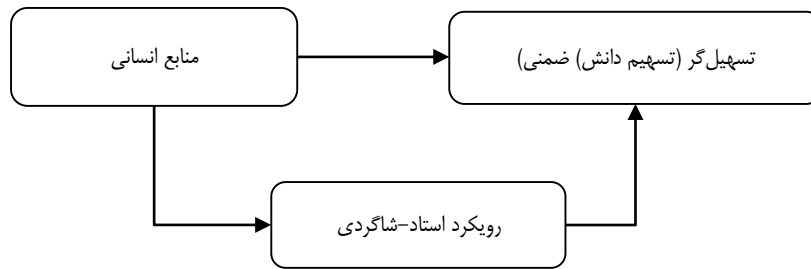 منابع انسانی
تسهیل‌گر (تسهیم دانش) ضمنی)
رویکرد استاد-شاگردی